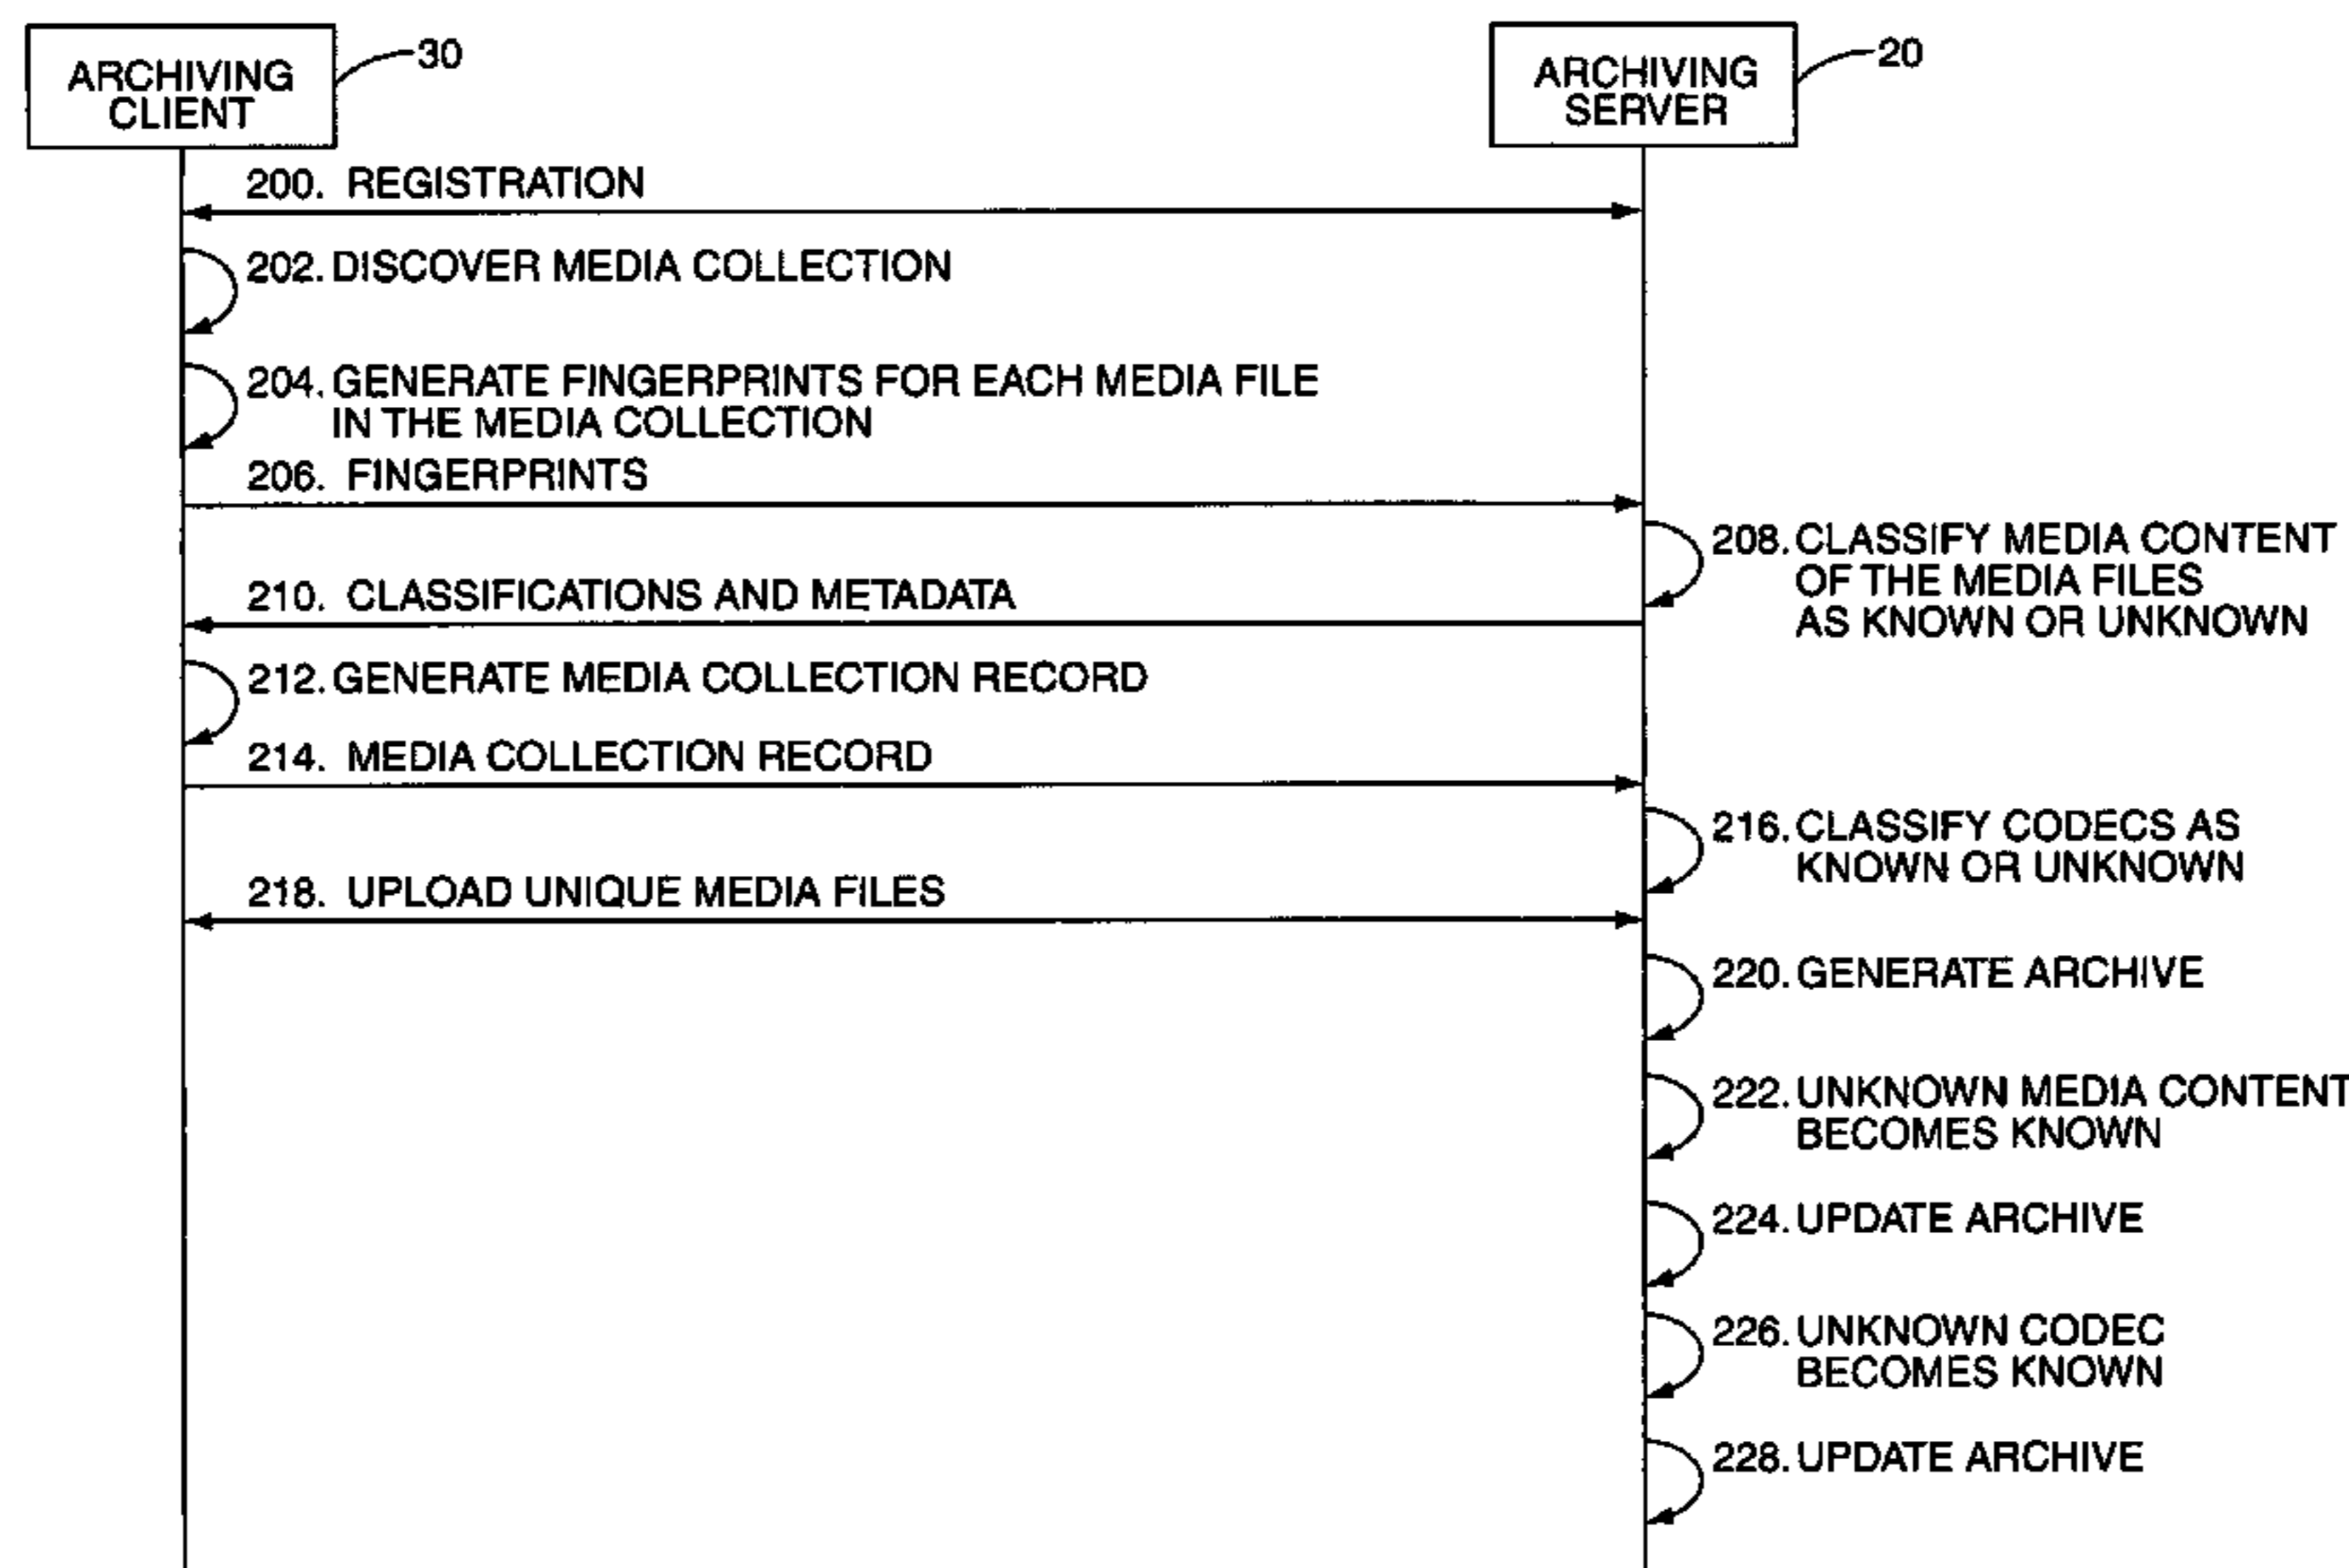 ARCHIVING
CLIENT
30
ARCHIVING
SERVER
20
200. REGISTRATION
202. DISCOVER MEDIA COLLECTION
204. GENERATE FINGERPRINTS FOR EACH MEDIA FILE
IN THE MEDIA COLLECTION
206. FINGERPRINTS
208. CLASSIFY MEDIA CONTENT
OF THE MEDIA FILES
AS KNOWN OR UNKNOWN
210. CLASSIFICATIONS AND METADATA
212. GENERATE MEDIA COLLECTION RECORD
214. MEDIA COLLECTION RECORD
216. CLASSIFY CODECS AS
KNOWN OR UNKNOWN
218. UPLOAD UNIQUE MEDIA FILES
220. GENERATE ARCHIVE
222. UNKNOWN MEDIA CONTENT
BECOMES KNOWN
224. UPDATE ARCHIVE
226. UNKNOWN CODEC
BECOMES KNOWN
228. UPDATE ARCHIVE